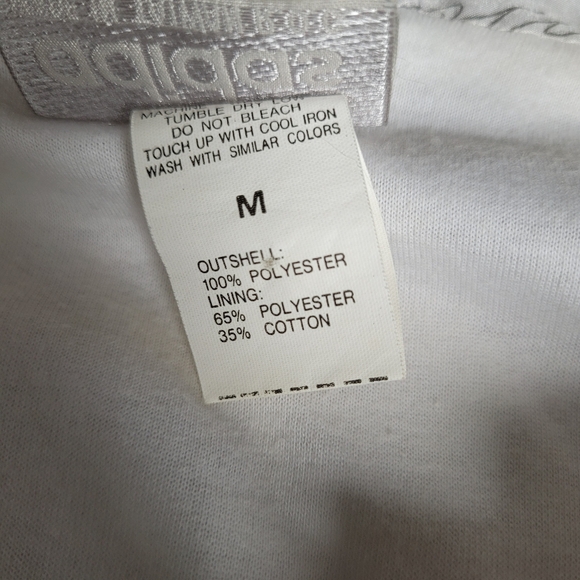 adidas
MACHINE
TUMBLE DRY LOW
DO NOT BLEACH
TOUCH UP WITH COOL IRON
WASH WITH SIMILAR COLORS
M
OUTSHELL:
100% POLYESTER
LINING:
65% POLYESTER
35% COTTON